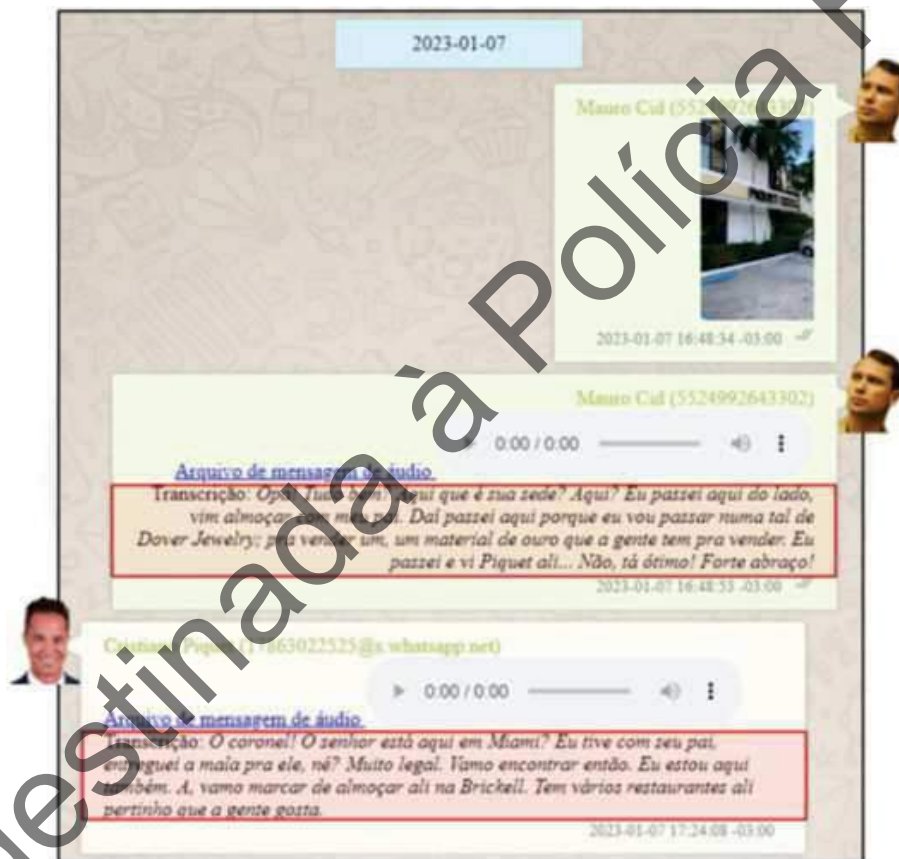 2023-01-07
Mauro Cid (5524992643302)
PIQUET
2023-01-07 16:48:34 -03:00
Mauro Cid (5524992643302)
0:00 / 0:00
Arquivo de mensagem de áudio
Transcrição: Opa! Tudo bem? Aqui que é sua sede? Aqui? Eu passei aqui do lado,
vim almoçar com meu pai. Daí passei aqui porque eu vou passar numa tal de
Dover Jewelry; pra vender um, um material de ouro que a gente tem pra vender. Eu
passei e vi Piquet ali... Não, tá ótimo! Forte abraço!
2023-01-07 16:48:53 -03:00
Cristiano Piquet (17863022525@s.whatsapp.net)
0:00 / 0:00
Arquivo de mensagem de áudio
Transcrição: O coronel! O senhor está aqui em Miami? Eu tive com seu pai,
entreguei a mala pra ele, né? Muito legal. Vamo encontrar então. Eu estou aqui
também. A, vamo marcar de almoçar ali na Brickell. Tem vários restaurantes ali
pertinho que a gente gosta.
2023-01-07 17:24:08 -03:00
destinada à Polícia